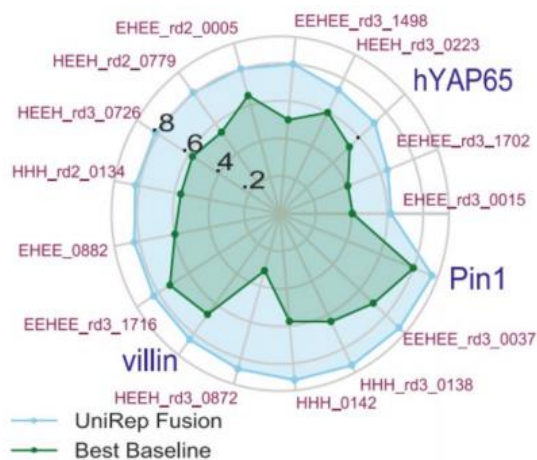 EEHEE_rd3_1498
EHEE_rd2_0005
HEEH_rd3_0223
HEEH_rd2_0779
hYAP65
HEEH_rd3_0726
.8
.6
EEHEE_rd3_1702
.4
HHH_rd2_0134
.2
EHEE_rd3_0015
EHEE_0882
Pin1
EEHEE_rd3_1716
EEHEE_rd3_0037
villin
HHH_rd3_0138
HEEH_rd3_0872
HHH_0142
UniRep Fusion
Best Baseline